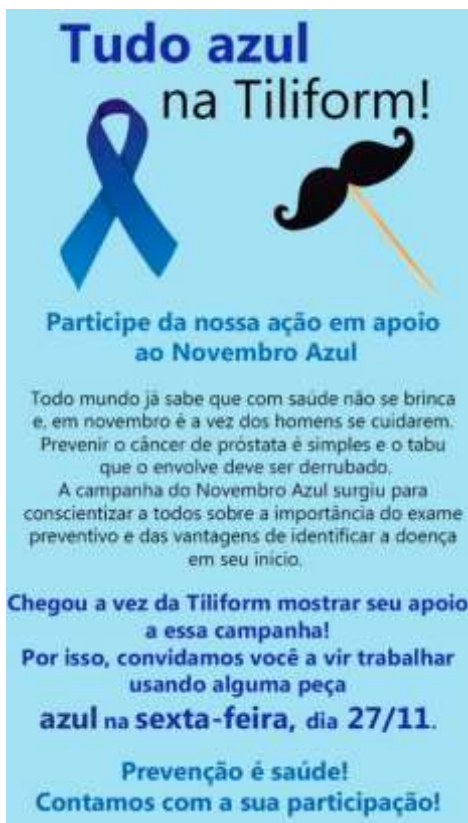 Tudo azul
na Tiliform!
Participe da nossa ação em apoio
ao Novembro Azul
Todo mundo já sabe que com saúde não se brinca
e, em novembro é a vez dos homens se cuidarem.
Prevenir o câncer de próstata é simples e o tabu
que o envolve deve ser derrubado.
A campanha do Novembro Azul surgiu para
conscientizar a todos sobre a importância do exame
preventivo e das vantagens de identificar a doença
em seu início.
Chegou a vez da Tiliform mostrar seu apoio
a essa campanha!
Por isso, convidamos você a vir trabalhar
usando alguma peça
azul na sexta-feira, dia 27/11.
Prevenção é saúde!
Contamos com a sua participação!